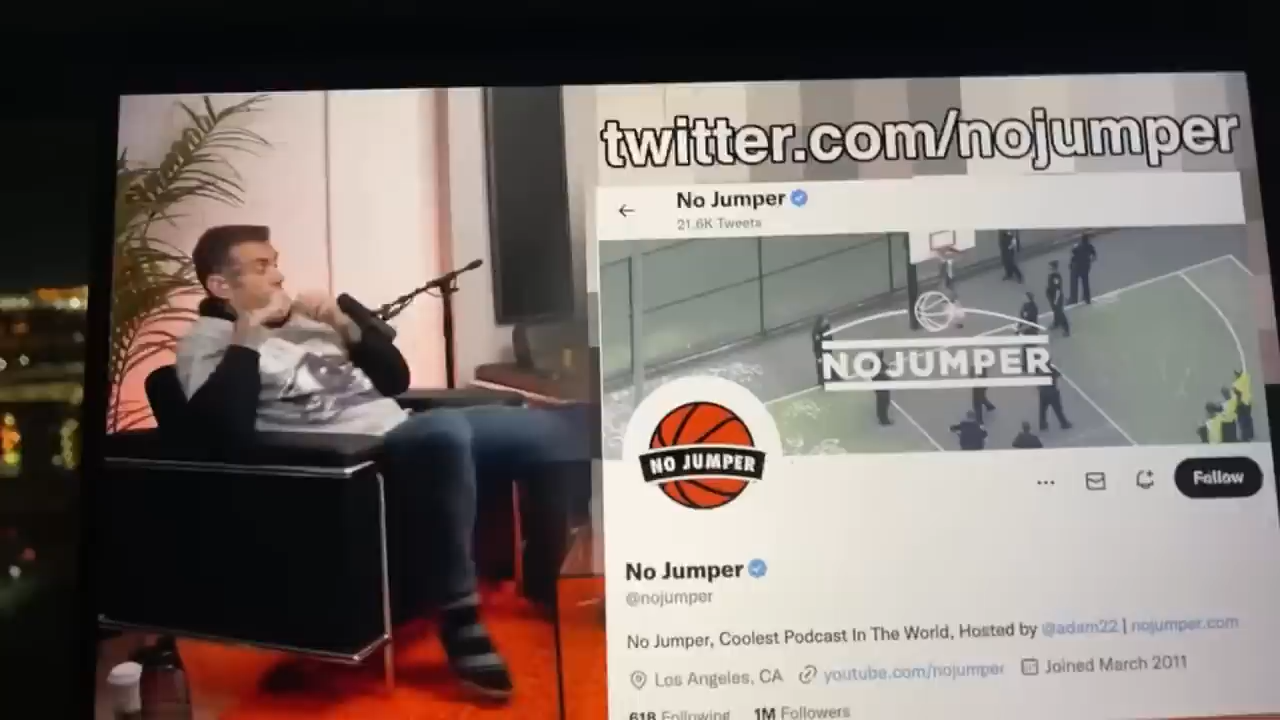 twitter.com/nojumper
No Jumper
21.6K Tweets
NOJUMPER
NO JUMPER
Follow
No Jumper
@nojumper
No Jumper, Coolest Podcast In The World, Hosted by @adam22 | nojumper.com
Los Angeles, CA youtube.com/nojumper Joined March 2011
618 Following 1M Followers